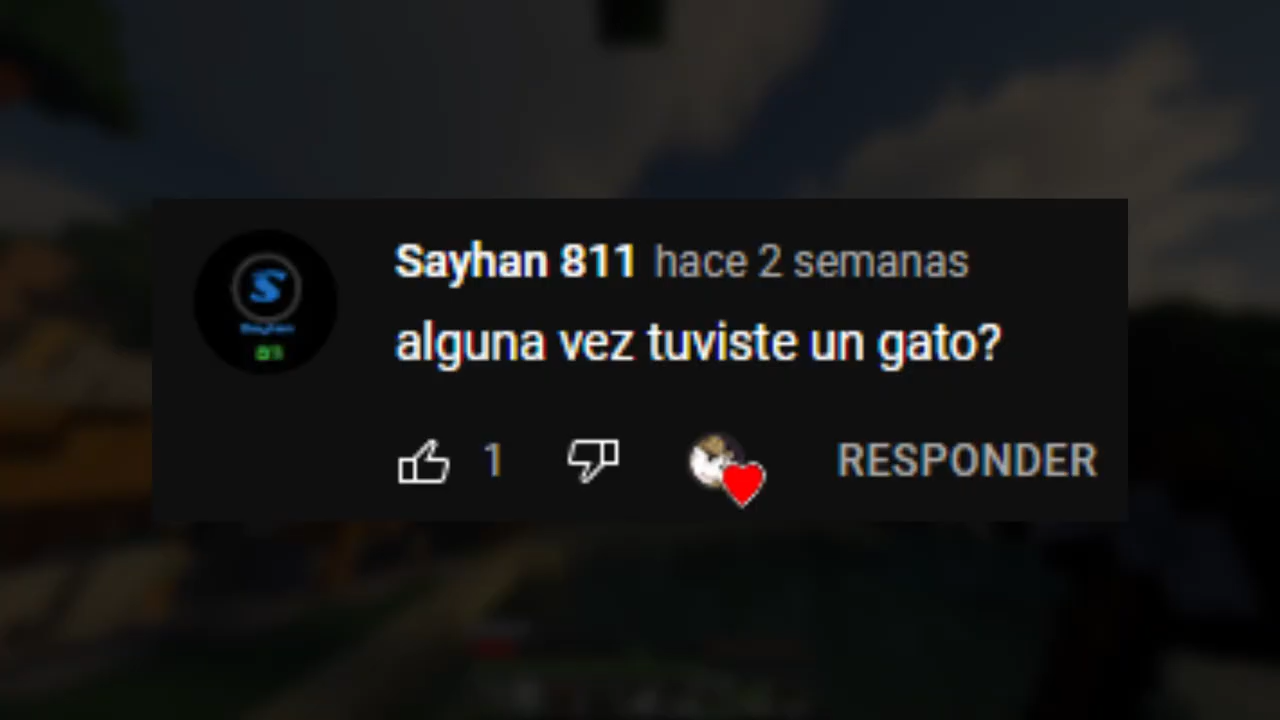 Sayhan 811 hace 2 semanas
alguna vez tuviste un gato?
1 RESPONDER